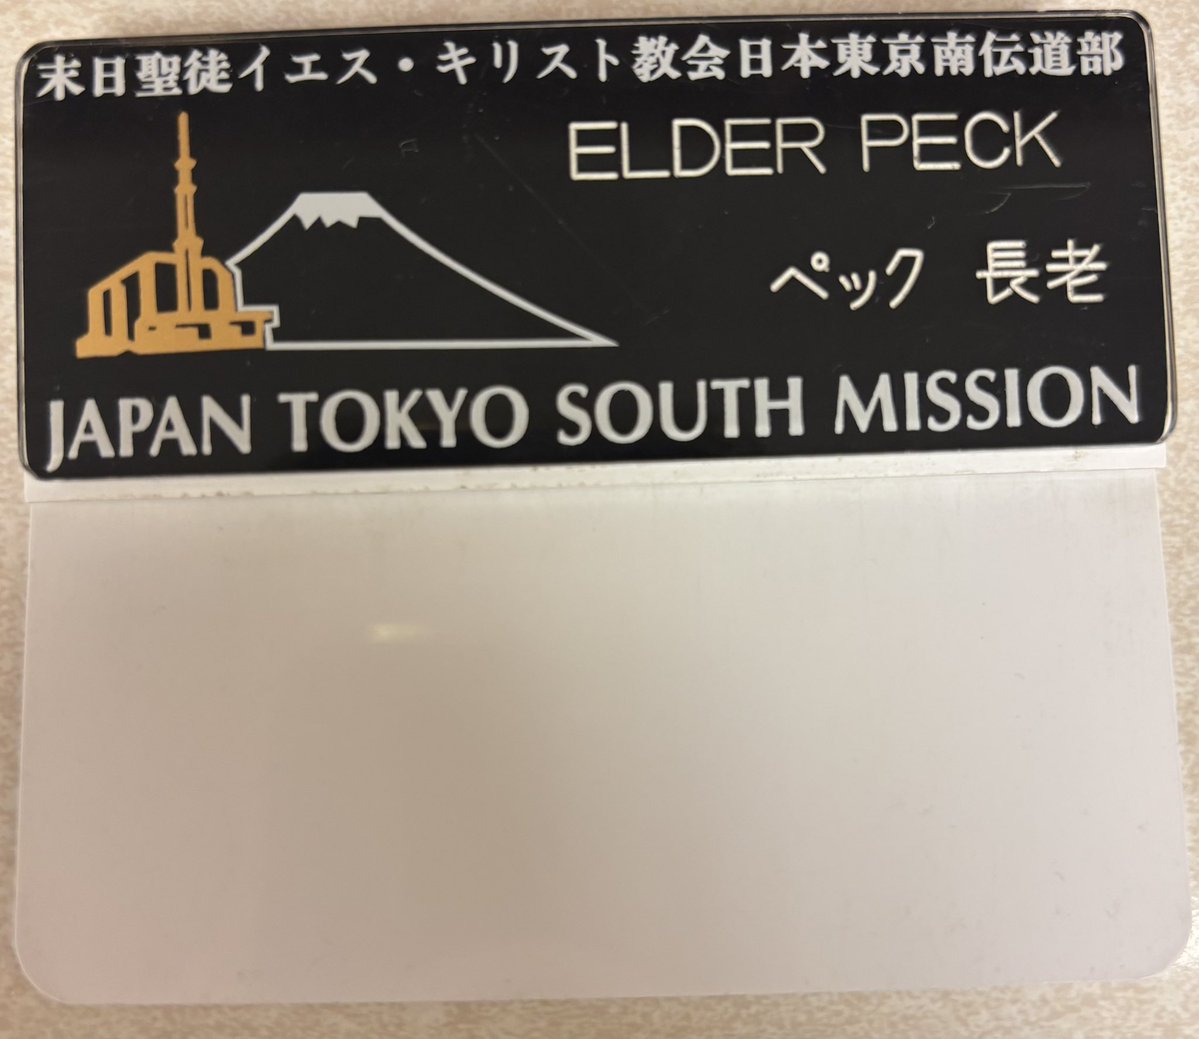 末日聖徒イエス・キリスト教会日本東京南伝道部
ELDER PECK
ペック 長老
JAPAN TOKYO SOUTH MISSION